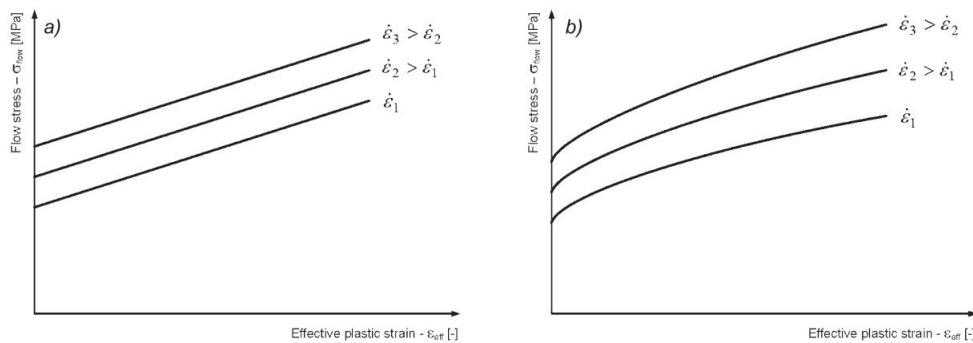 a)
Flow stress – σflow [MPa]
ε̇3 > ε̇2
ε̇2 > ε̇1
ε̇1
Effective plastic strain - εeff [-]
b)
Flow stress – σflow [MPa]
ε̇3 > ε̇2
ε̇2 > ε̇1
ε̇1
Effective plastic strain - εeff [-]